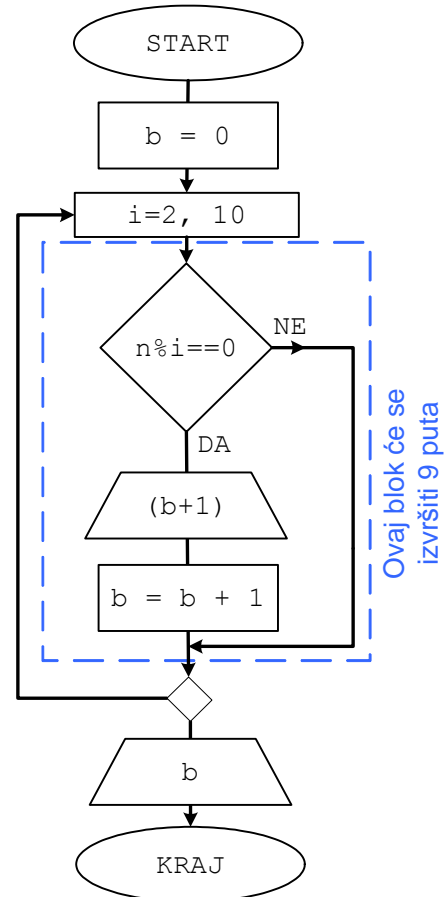 START
b = 0
i=2, 10
n%i==0
NE
DA
(b+1)
b = b + 1
Ovaj blok će se
izvršiti 9 puta
b
KRAJ